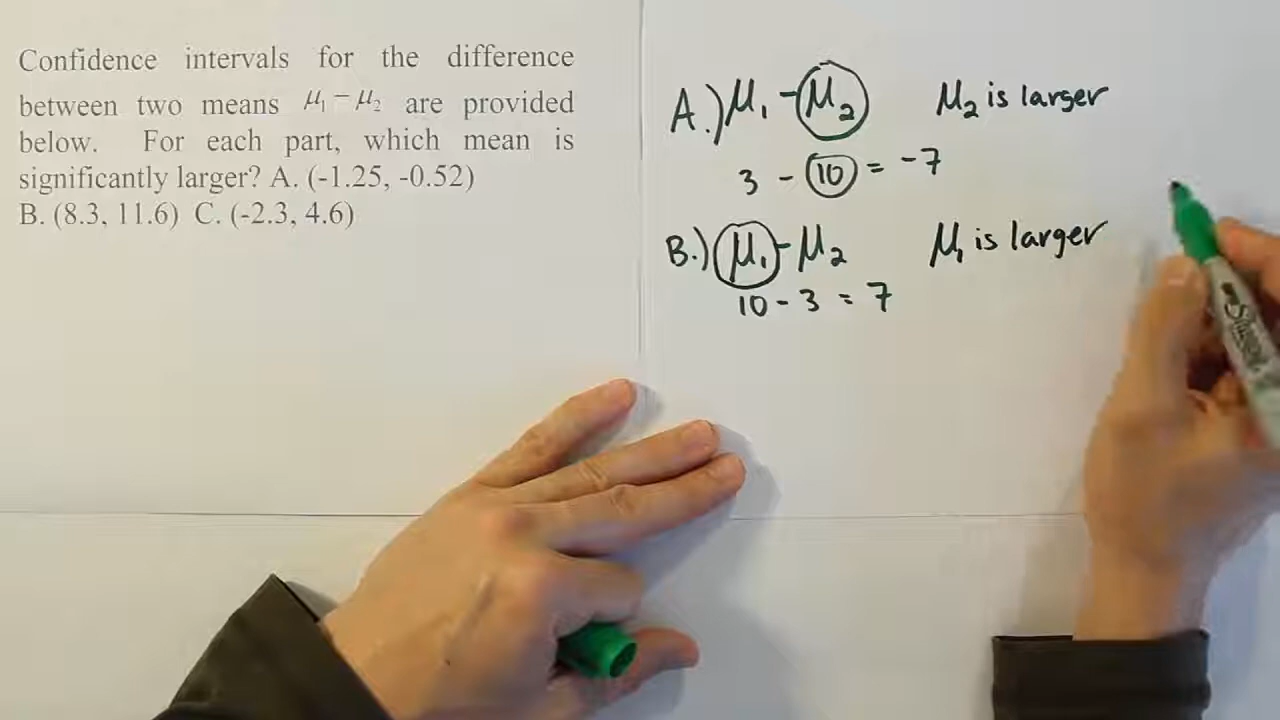 Confidence intervals for the difference
between two means μ₁ − μ₂ are provided
below. For each part, which mean is
significantly larger? A. (-1.25, -0.52)
B. (8.3, 11.6) C. (-2.3, 4.6)
A.) μ₁ - μ₂ μ₂ is larger
3 - 10 = -7
B.) μ₁ - μ₂ μ₁ is larger
10 - 3 = 7
Sharpie